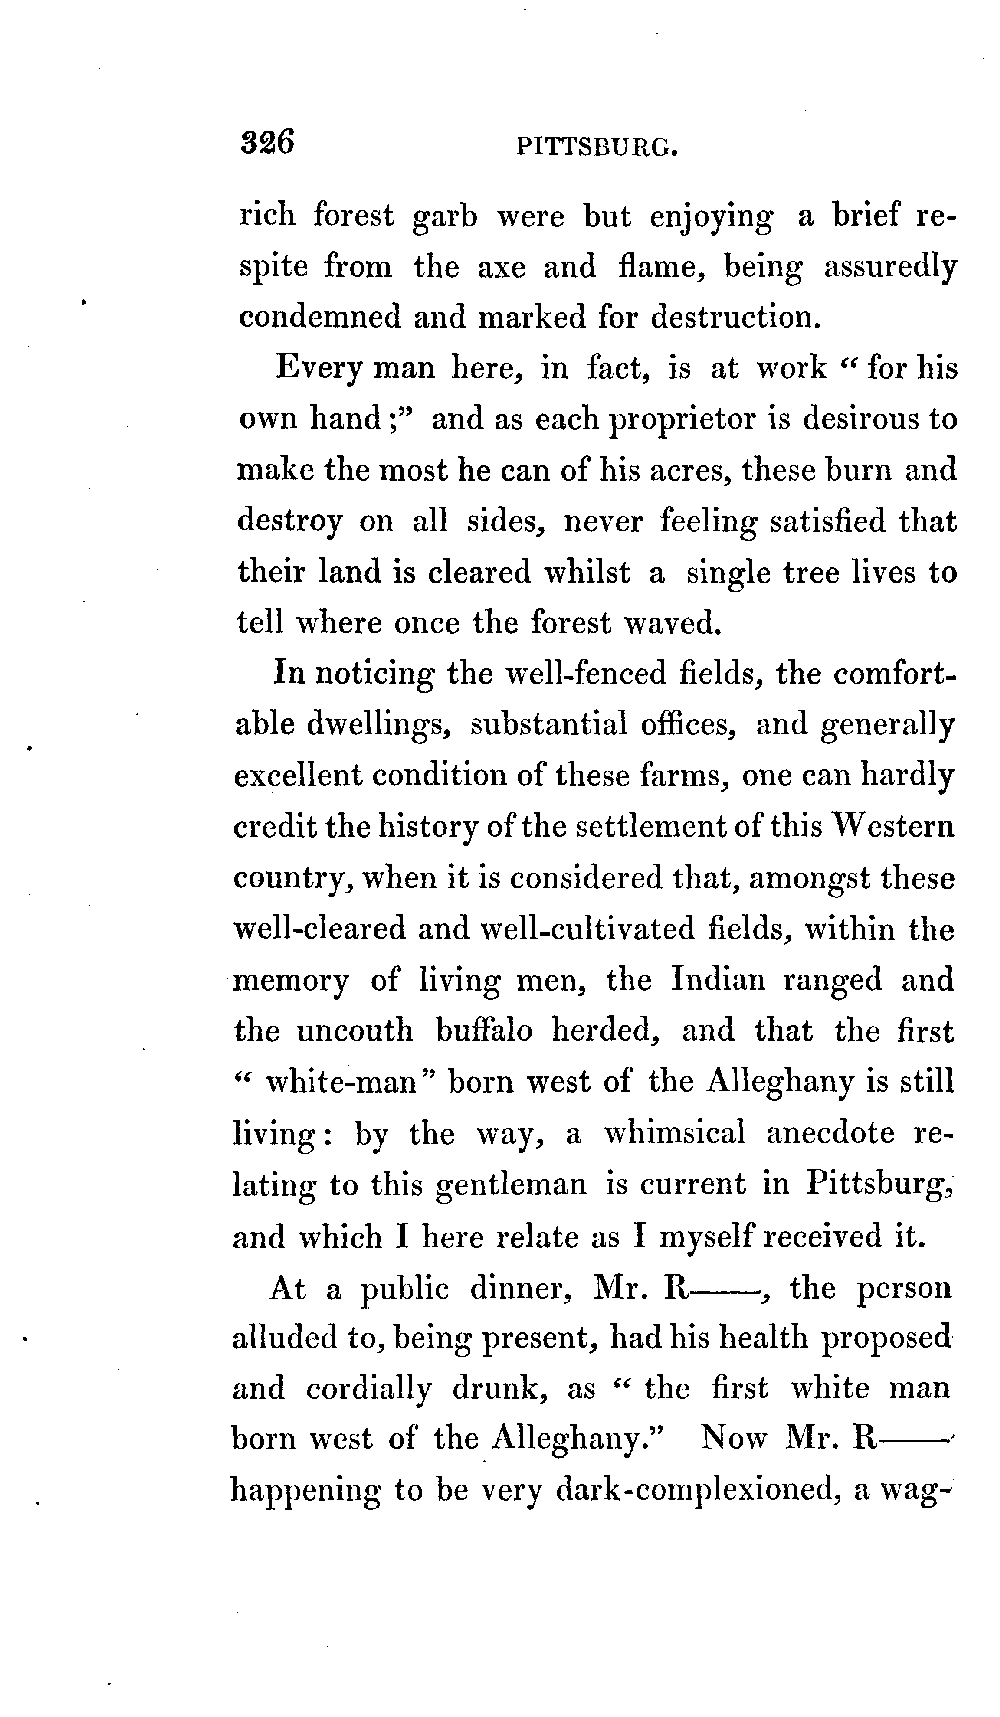 326 PITTSBURG.
rich forest garb were but enjoying a brief re-
spite from the axe and flame, being assuredly
condemned and marked for destruction.
Every man here, in fact, is at work “ for his
own hand ;” and as each proprietor is desirous to
make the most he can of his acres, these burn and
destroy on all sides, never feeling satisfied that
their land is cleared whilst a single tree lives to
tell where once the forest waved.
In noticing the well-fenced fields, the comfort-
able dwellings, substantial offices, and generally
excellent condition of these farms, one can hardly
credit the history of the settlement of this Western
country, when it is considered that, amongst these
well-cleared and well-cultivated fields, within the
memory of living men, the Indian ranged and
the uncouth buffalo herded, and that the first
“ white-man” born west of the Alleghany is still
living : by the way, a whimsical anecdote re-
lating to this gentleman is current in Pittsburg,
and which I here relate as I myself received it.
At a public dinner, Mr. R——, the person
alluded to, being present, had his health proposed
and cordially drunk, as “ the first white man
born west of the Alleghany.” Now Mr. R——
happening to be very dark-complexioned, a wag-